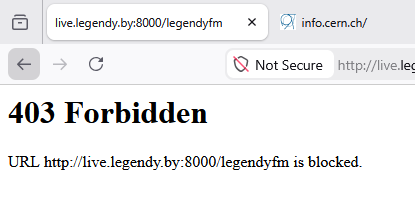 live.legendy.by:8000/legendyfm
info.cern.ch/
Not Secure
http://live.leg
403 Forbidden
URL http://live.legendy.by:8000/legendyfm is blocked.